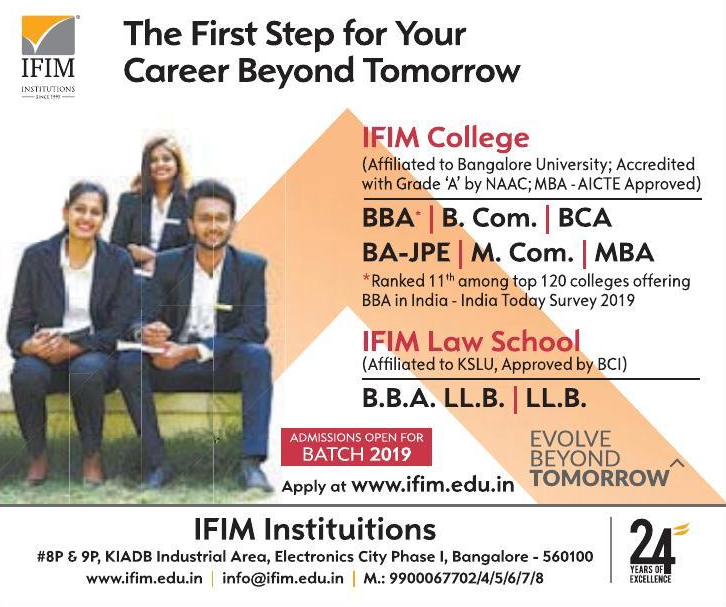 IFIM
INSTITUTIONS
SINCE 1995
The First Step for Your
Career Beyond Tomorrow
IFIM College
(Affiliated to Bangalore University; Accredited
with Grade 'A' by NAAC; MBA - AICTE Approved)
BBA* | B. Com. | BCA
BA-JPE | M. Com. | MBA
*Ranked 11th among top 120 colleges offering
BBA in India - India Today Survey 2019
IFIM Law School
(Affiliated to KSLU, Approved by BCI)
B.B.A. LL.B. | LL.B.
ADMISSIONS OPEN FOR
BATCH 2019
Apply at www.ifim.edu.in
EVOLVE
BEYOND
TOMORROW
IFIM Instituitions
#8P & 9P, KIADB Industrial Area, Electronics City Phase I, Bangalore - 560100
www.ifim.edu.in | info@ifim.edu.in | M.: 9900067702/4/5/6/7/8
24
YEARS OF
EXCELLENCE